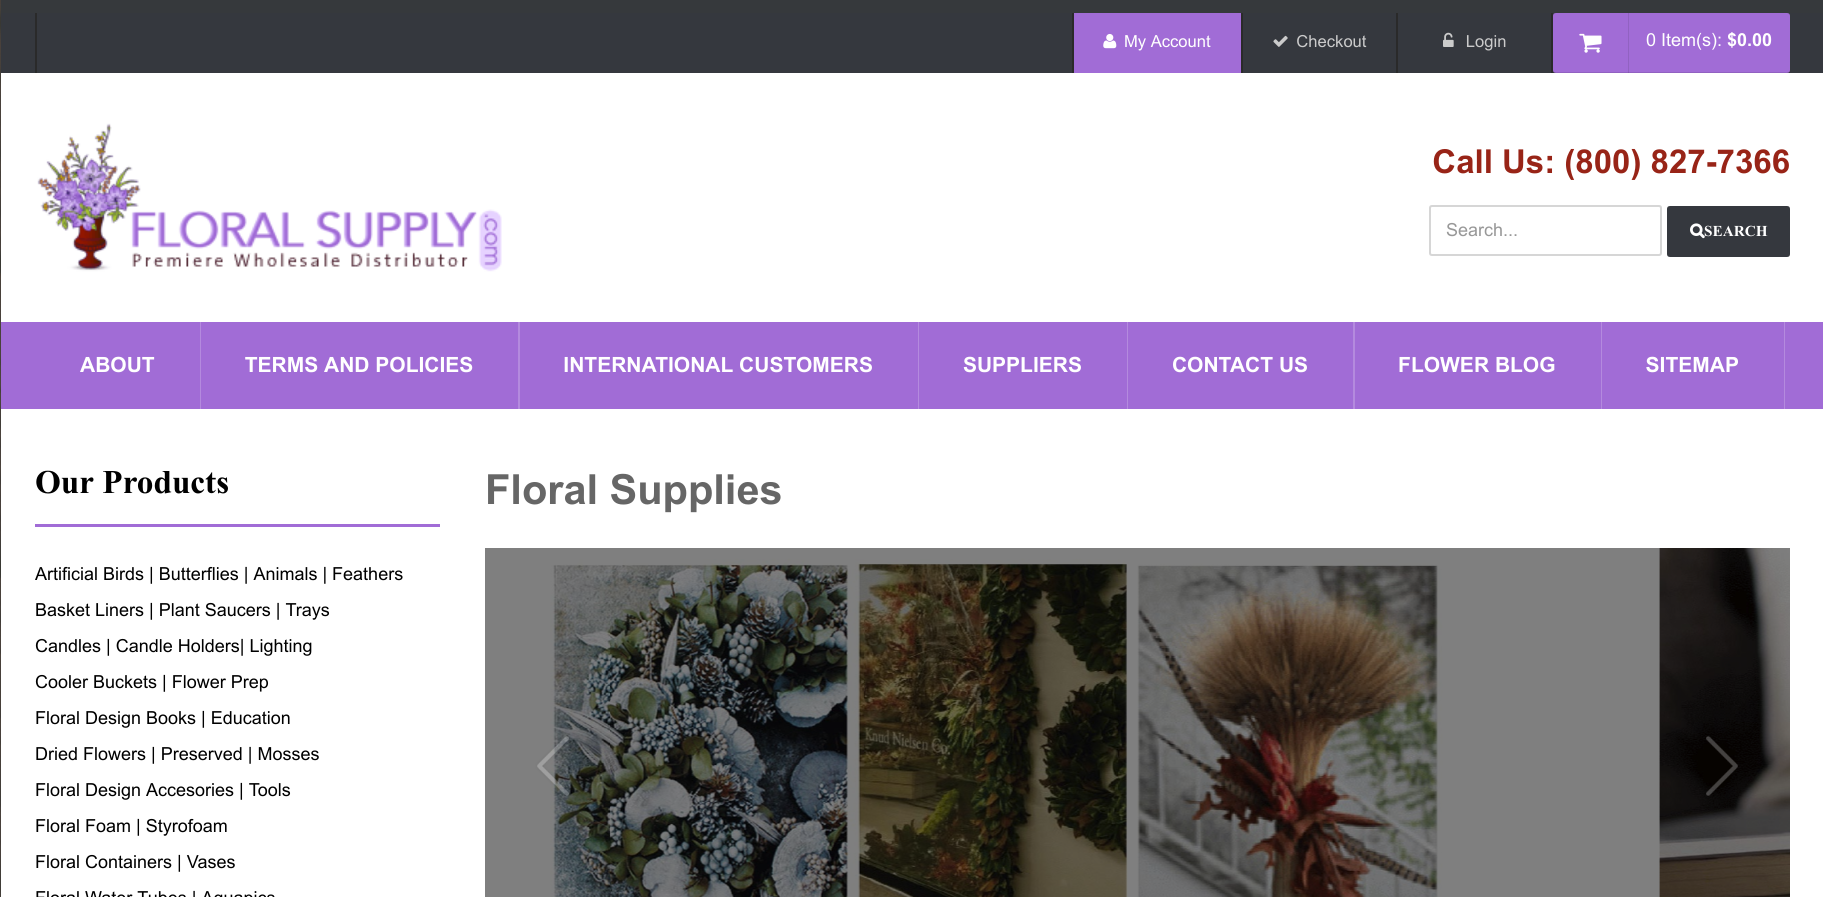 My Account
Checkout
Login
0 Item(s): $0.00
FLORAL SUPPLY.com
Premiere Wholesale Distributor
Call Us: (800) 827-7366
Search...
SEARCH
ABOUT
TERMS AND POLICIES
INTERNATIONAL CUSTOMERS
SUPPLIERS
CONTACT US
FLOWER BLOG
SITEMAP
Our Products
Artificial Birds | Butterflies | Animals | Feathers
Basket Liners | Plant Saucers | Trays
Candles | Candle Holders| Lighting
Cooler Buckets | Flower Prep
Floral Design Books | Education
Dried Flowers | Preserved | Mosses
Floral Design Accesories | Tools
Floral Foam | Styrofoam
Floral Containers | Vases
Floral Water Tubes | Aquapics
Floral Supplies
Knud Nielsen Co.